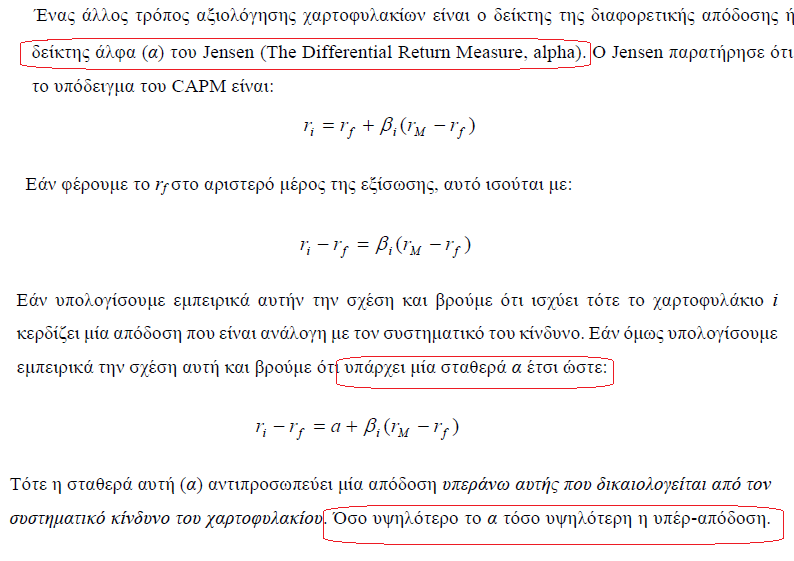 Ένας άλλος τρόπος αξιολόγησης χαρτοφυλακίων είναι ο δείκτης της διαφορετικής απόδοσης ή
δείκτης άλφα (α) του Jensen (The Differential Return Measure, alpha). Ο Jensen παρατήρησε ότι
το υπόδειγμα του CAPM είναι:
r_i = r_f + β_i(r_M − r_f)
Εάν φέρουμε το r_f στο αριστερό μέρος της εξίσωσης, αυτό ισούται με:
r_i − r_f = β_i(r_M − r_f)
Εάν υπολογίσουμε εμπειρικά αυτήν την σχέση και βρούμε ότι ισχύει τότε το χαρτοφυλάκιο i
κερδίζει μία απόδοση που είναι ανάλογη με τον συστηματικό του κίνδυνο. Εάν όμως υπολογίσουμε
εμπειρικά την σχέση αυτή και βρούμε ότι υπάρχει μία σταθερά α έτσι ώστε:
r_i − r_f = a + β_i(r_M − r_f)
Τότε η σταθερά αυτή (α) αντιπροσωπεύει μία απόδοση υπεράνω αυτής που δικαιολογείται από τον
συστηματικό κίνδυνο του χαρτοφυλακίου. Όσο υψηλότερο το α τόσο υψηλότερη η υπέρ-απόδοση.